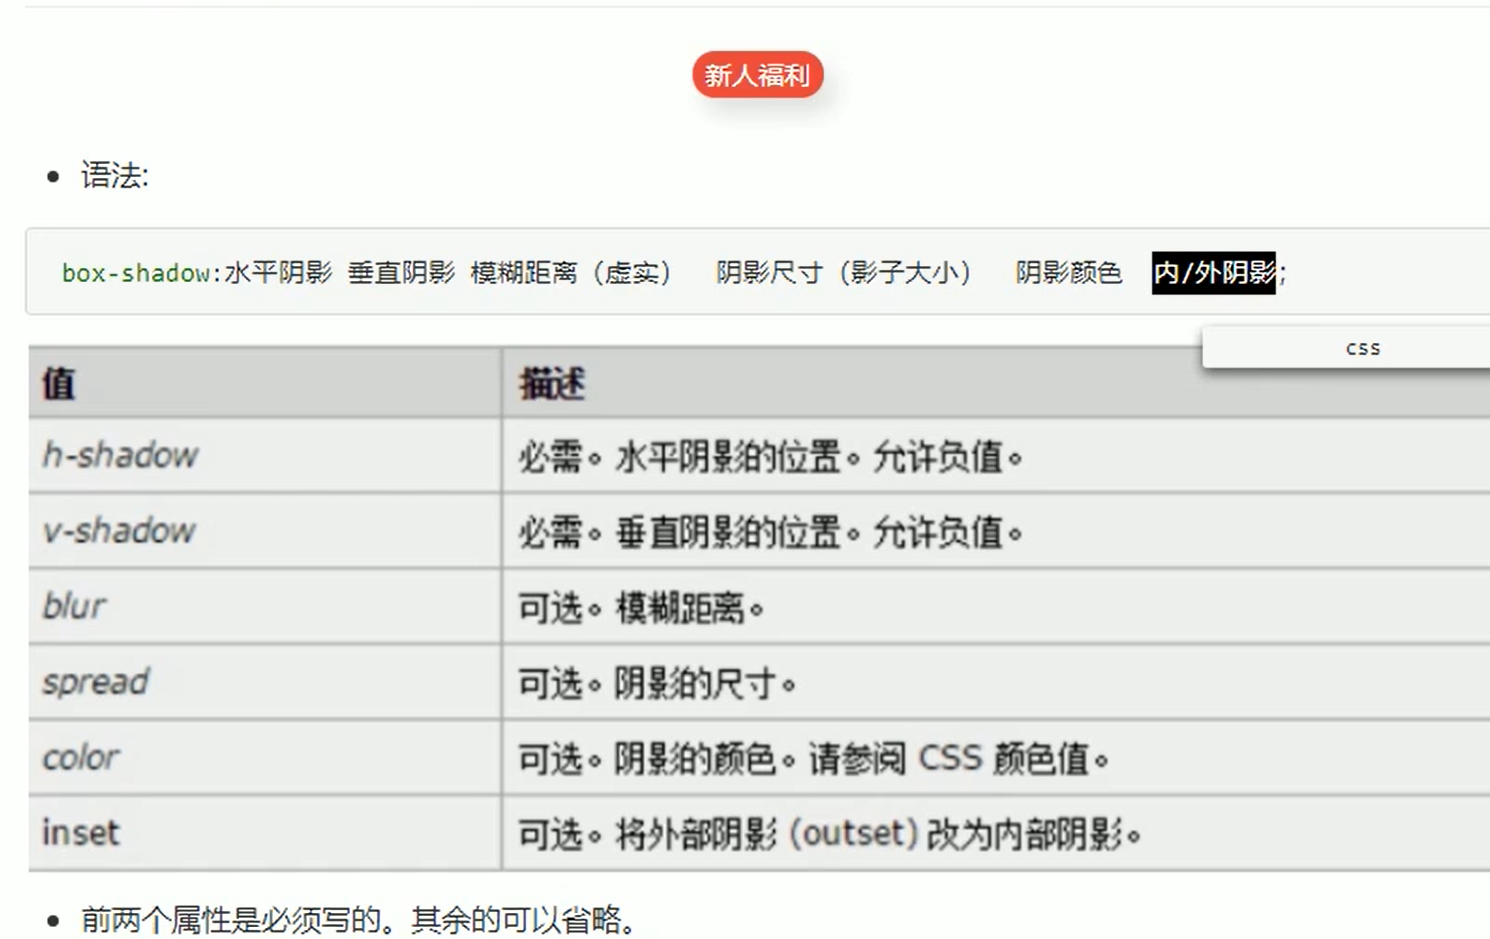 新人福利
语法:
box-shadow:水平阴影 垂直阴影 模糊距离（虚实） 阴影尺寸（影子大小） 阴影颜色 内/外阴影;
css
值 描述
h-shadow 必需。水平阴影的位置。允许负值。
v-shadow 必需。垂直阴影的位置。允许负值。
blur 可选。模糊距离。
spread 可选。阴影的尺寸。
color 可选。阴影的颜色。请参阅 CSS 颜色值。
inset 可选。将外部阴影 (outset) 改为内部阴影。
前两个属性是必须写的。其余的可以省略。